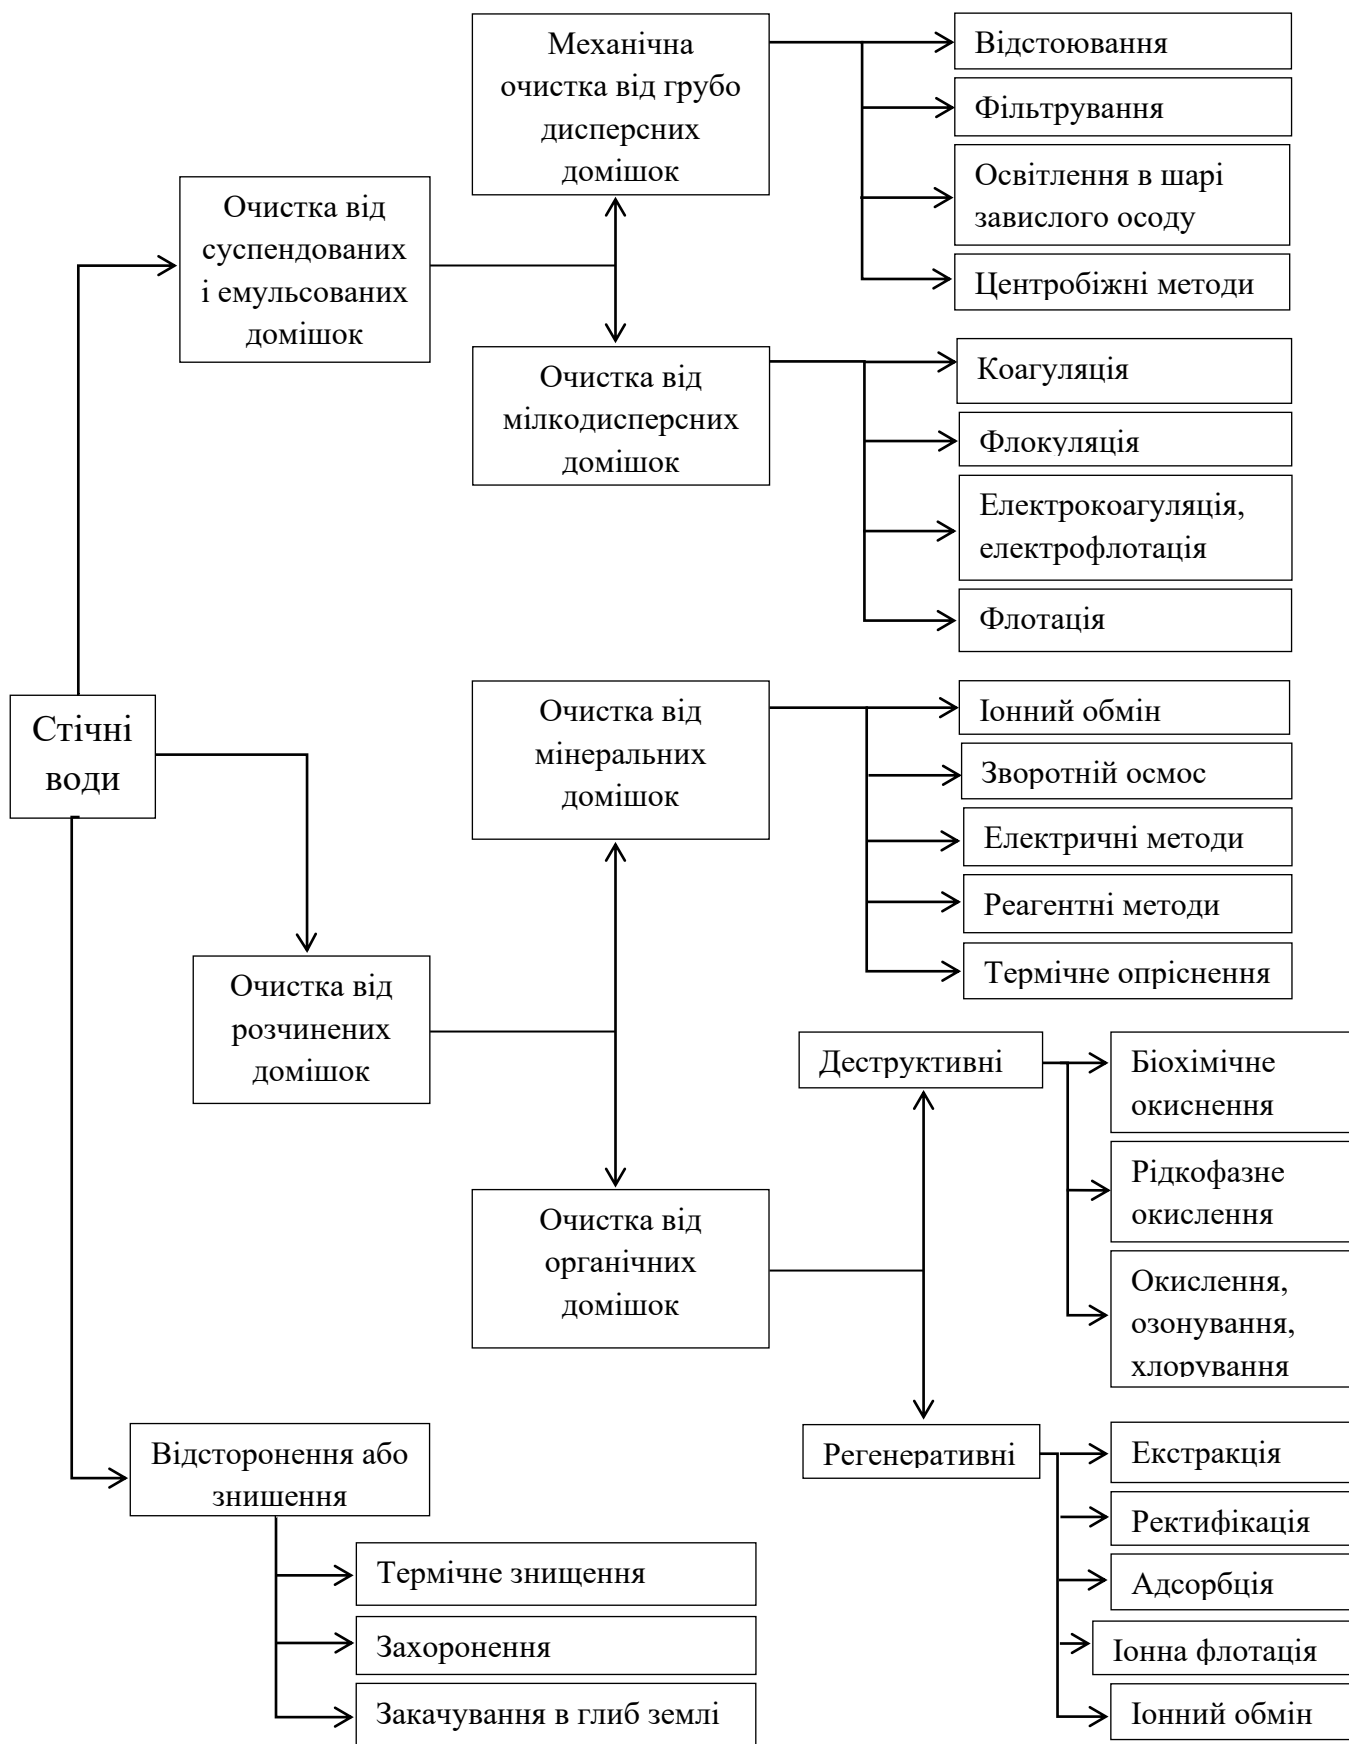 Механічна
очистка від грубо
дисперсних
домішок
Відстоювання
Фільтрування
Освітлення в шарі
завислого осоду
Центробіжні методи
Очистка від
суспендованих
і емульсованих
домішок
Очистка від
мілкодисперсних
домішок
Коагуляція
Флокуляція
Електрокоагуляція,
електрофлотація
Флотація
Стічні
води
Очистка від
мінеральних
домішок
Іонний обмін
Зворотній осмос
Електричні методи
Реагентні методи
Термічне опріснення
Очистка від
розчинених
домішок
Деструктивні
Біохімічне
окиснення
Рідкофазне
окислення
Окислення,
озонування,
хлорування
Очистка від
органічних
домішок
Регенеративні
Екстракція
Ректифікація
Адсорбція
Іонна флотація
Іонний обмін
Відсторонення або
знишення
Термічне знищення
Захоронення
Закачування в глиб землі